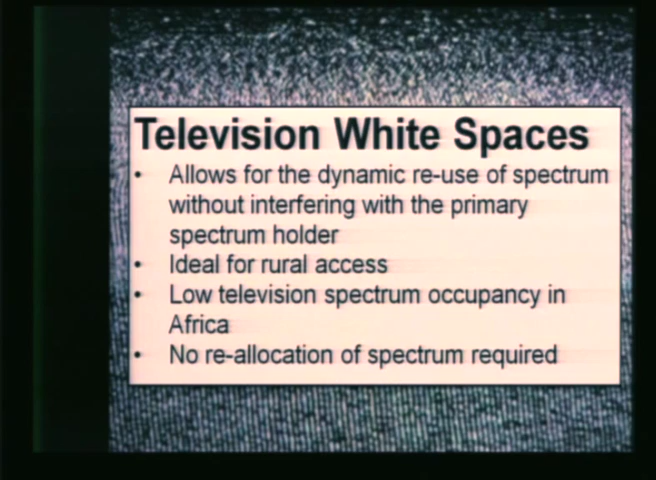 Television White Spaces
• Allows for the dynamic re-use of spectrum
without interfering with the primary
spectrum holder
• Ideal for rural access
• Low television spectrum occupancy in
Africa
• No re-allocation of spectrum required